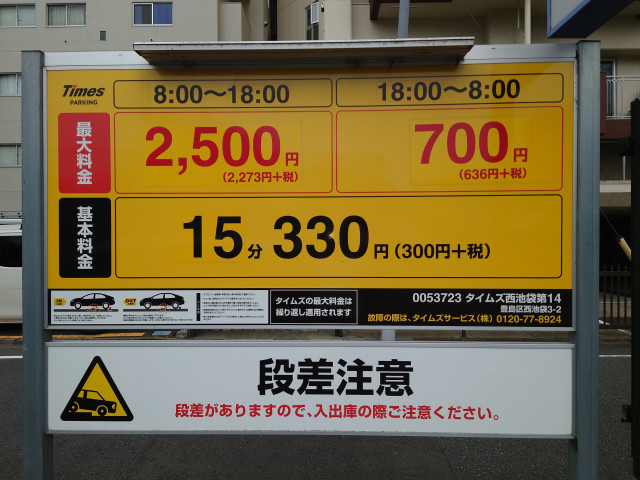 Times
PARKING
8:00〜18:00
18:00〜8:00
最大料金
2,500円
(2,273円+税)
700円
(636円+税)
基本料金
15分 330円(300円+税)
タイムズの最大料金は
繰り返し適用されます
0053723 タイムズ西池袋第14
豊島区西池袋3-2
故障の際は、タイムズサービス(株) 0120-77-8924
段差注意
段差がありますので、入出庫の際ご注意ください。